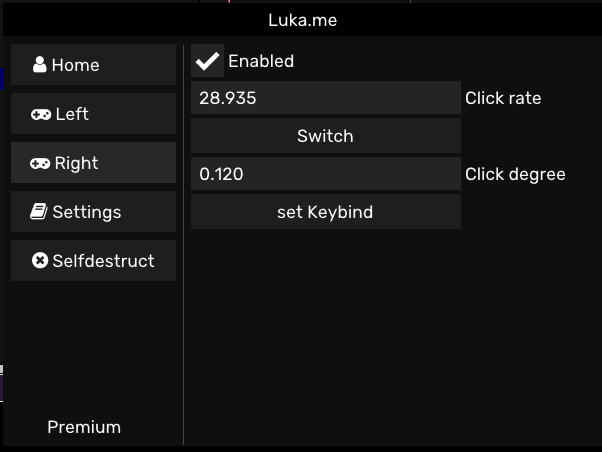 Luka.me
Home
Left
Right
Settings
Selfdestruct
Premium
Enabled
28.935 Click rate
Switch
0.120 Click degree
set Keybind